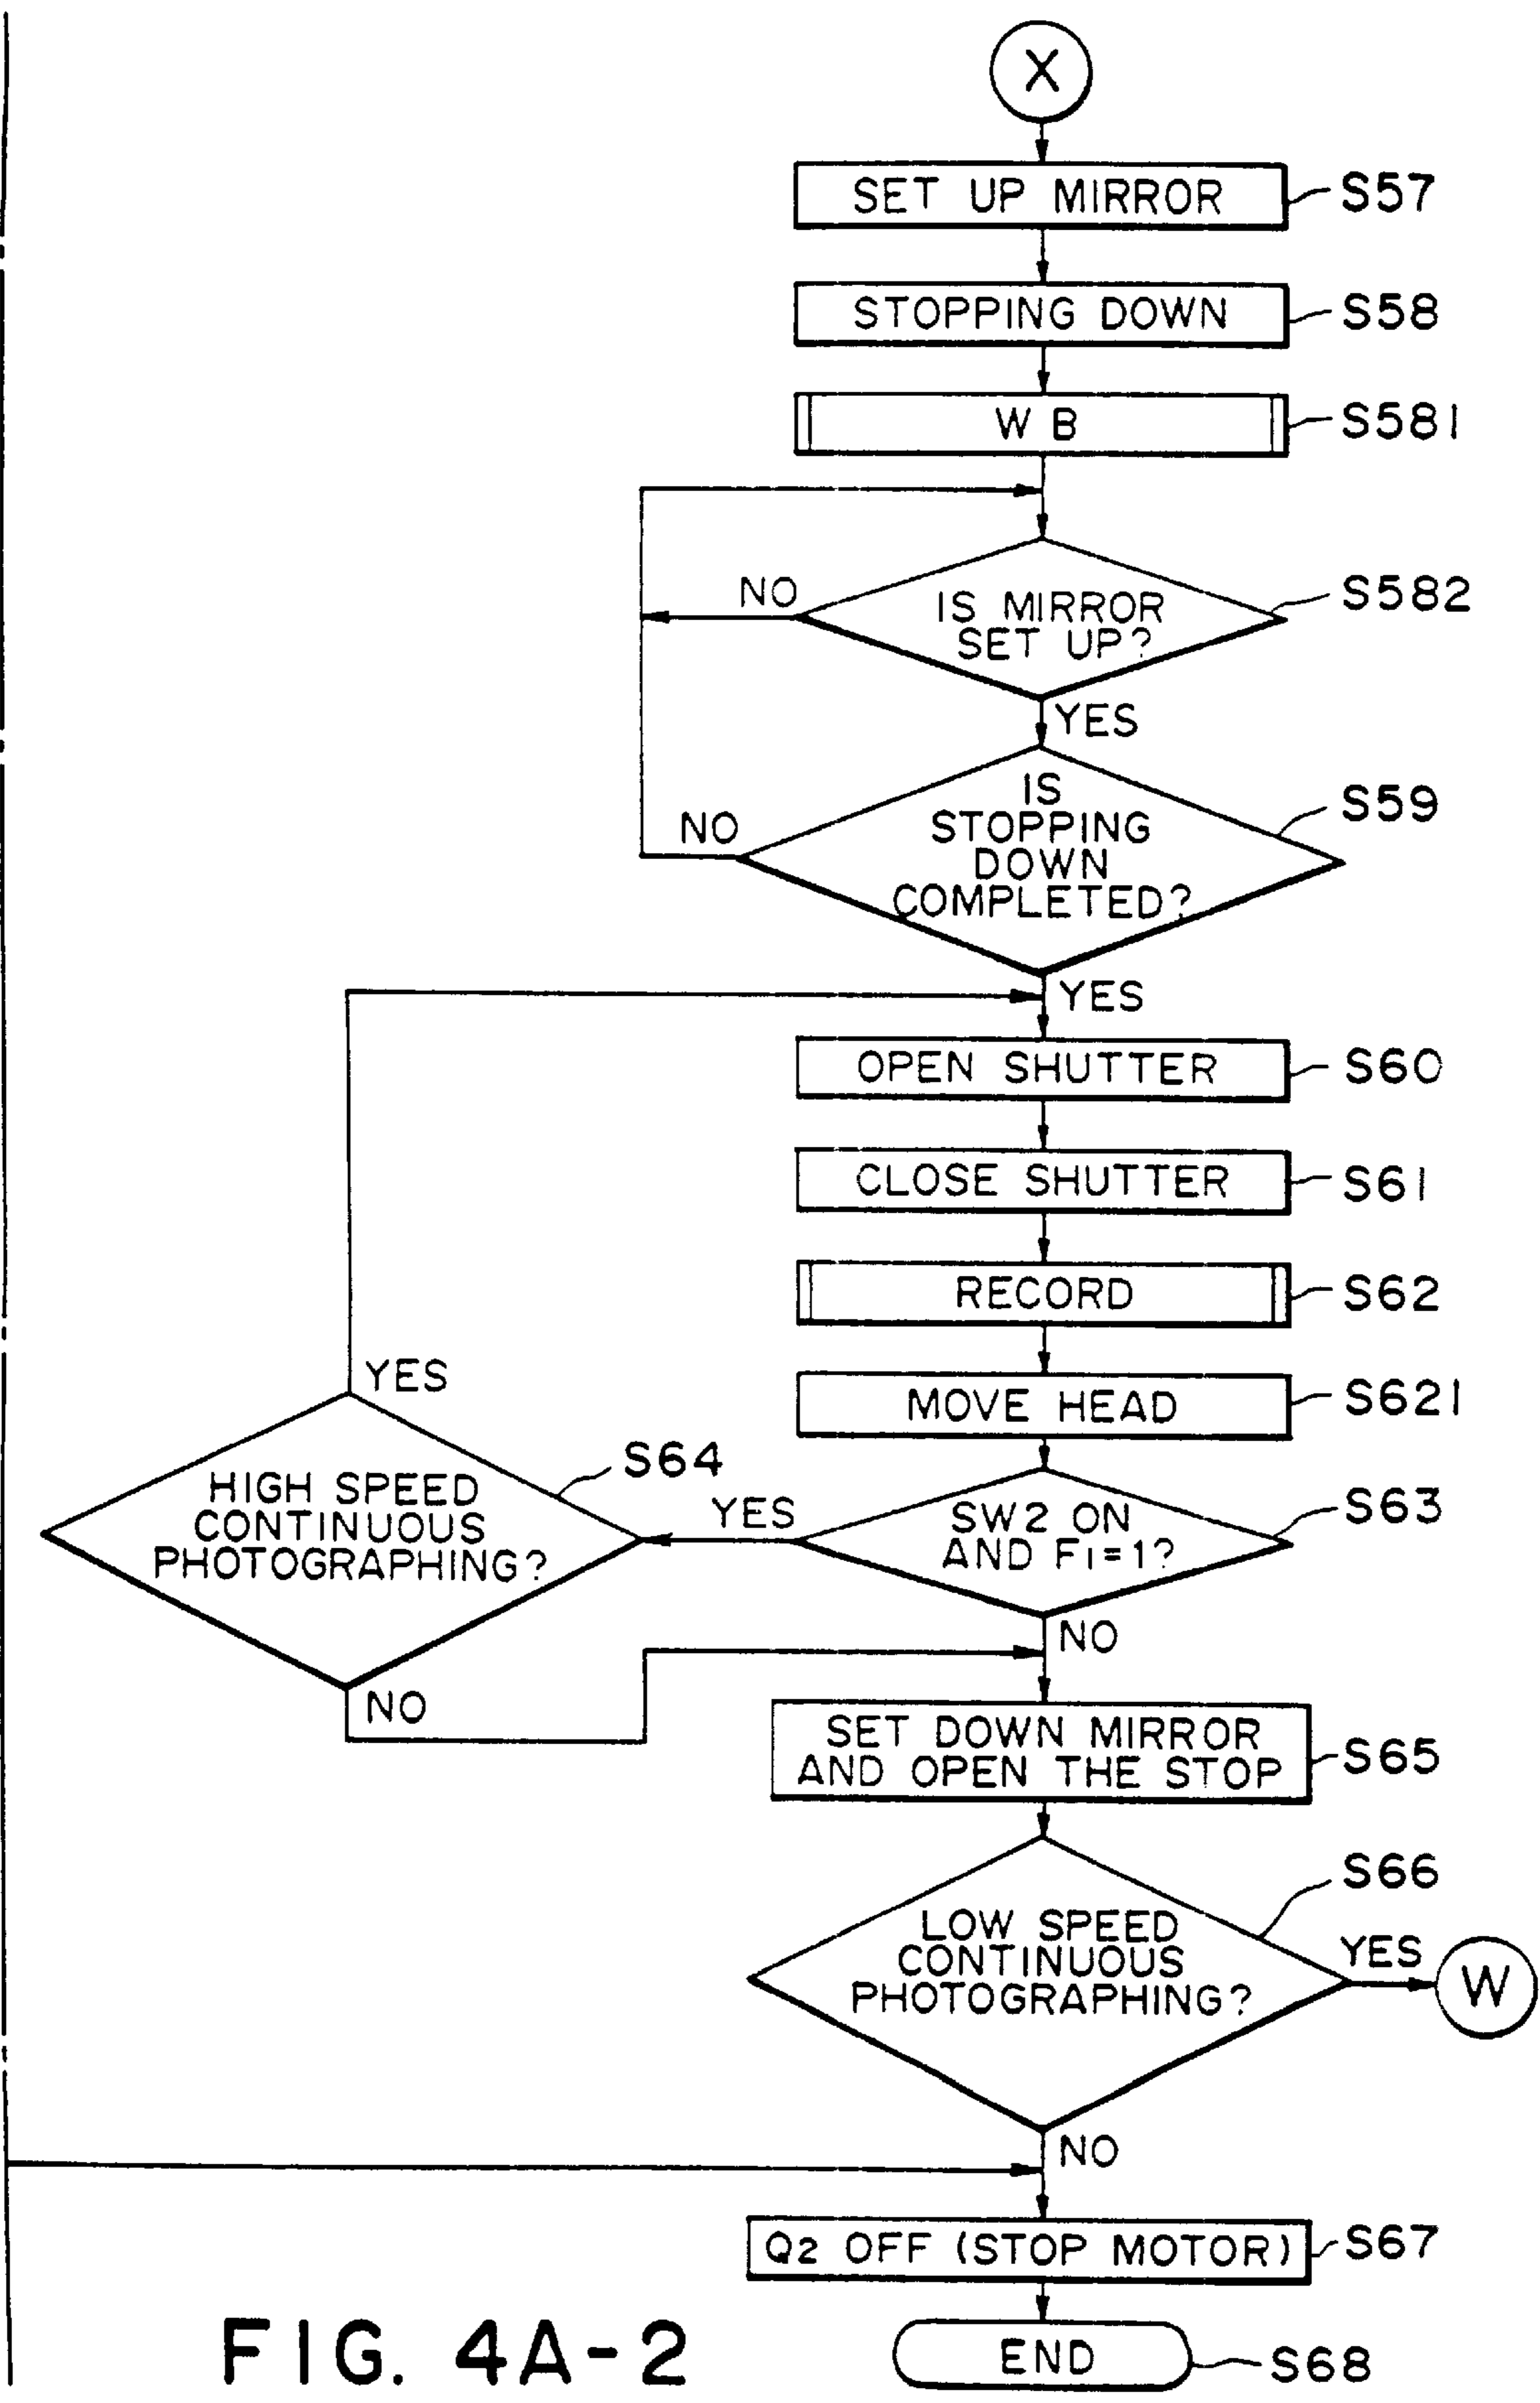 X
SET UP MIRROR
S57
STOPPING DOWN
S58
W B
S581
NO
IS MIRROR
SET UP?
S582
YES
IS
STOPPING
DOWN
COMPLETED?
S59
NO
YES
OPEN SHUTTER
S60
CLOSE SHUTTER
S61
RECORD
S62
MOVE HEAD
S621
YES
HIGH SPEED
CONTINUOUS
PHOTOGRAPHING?
S64
YES
SW2 ON
AND F1=1?
S63
NO
NO
SET DOWN MIRROR
AND OPEN THE STOP
S65
LOW SPEED
CONTINUOUS
PHOTOGRAPHING?
S66
YES
W
NO
Q2 OFF (STOP MOTOR)
S67
END
S68
FIG. 4A-2